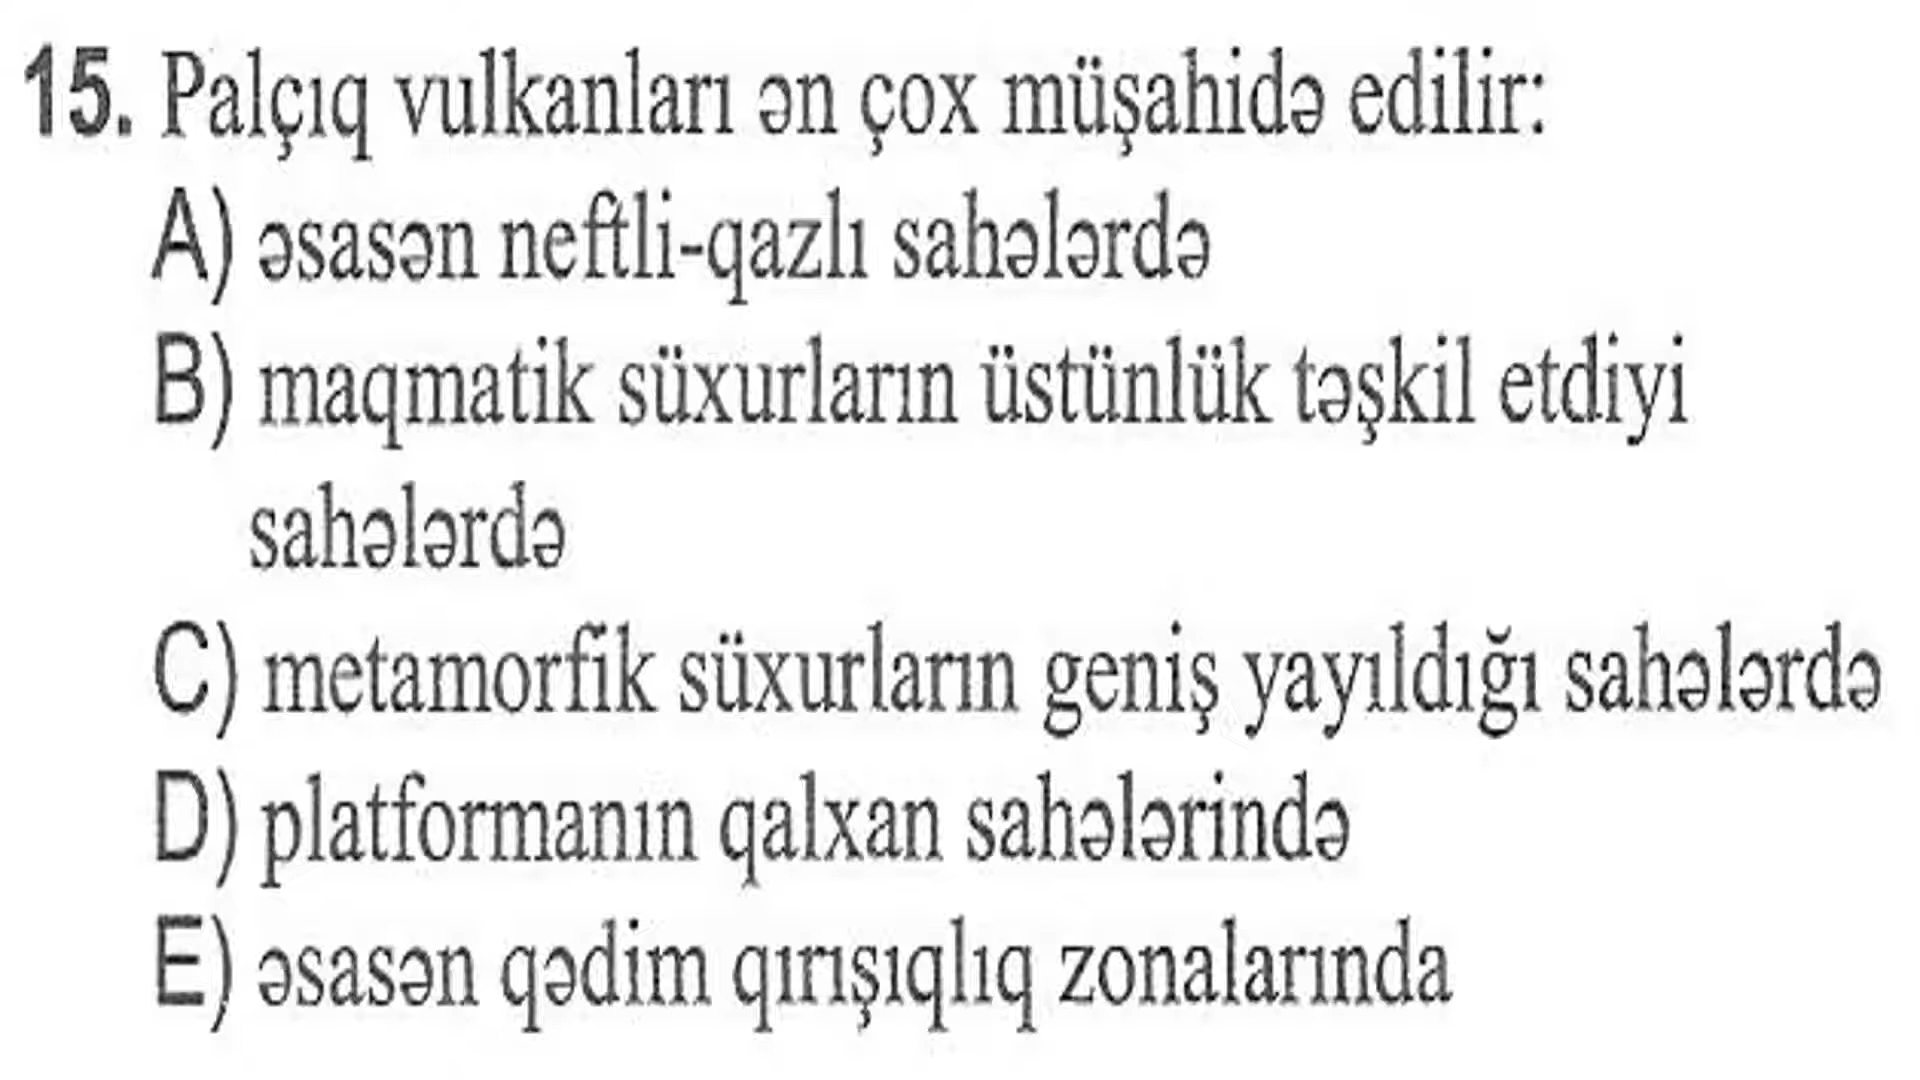 15. Palçıq vulkanları ən çox müşahidə edilir:
A) əsasən neftli-qazlı sahələrdə
B) maqmatik süxurların üstünlük təşkil etdiyi
sahələrdə
C) metamorfik süxurların geniş yayıldığı sahələrdə
D) platformanın qalxan sahələrində
E) əsasən qədim qırışıqlıq zonalarında